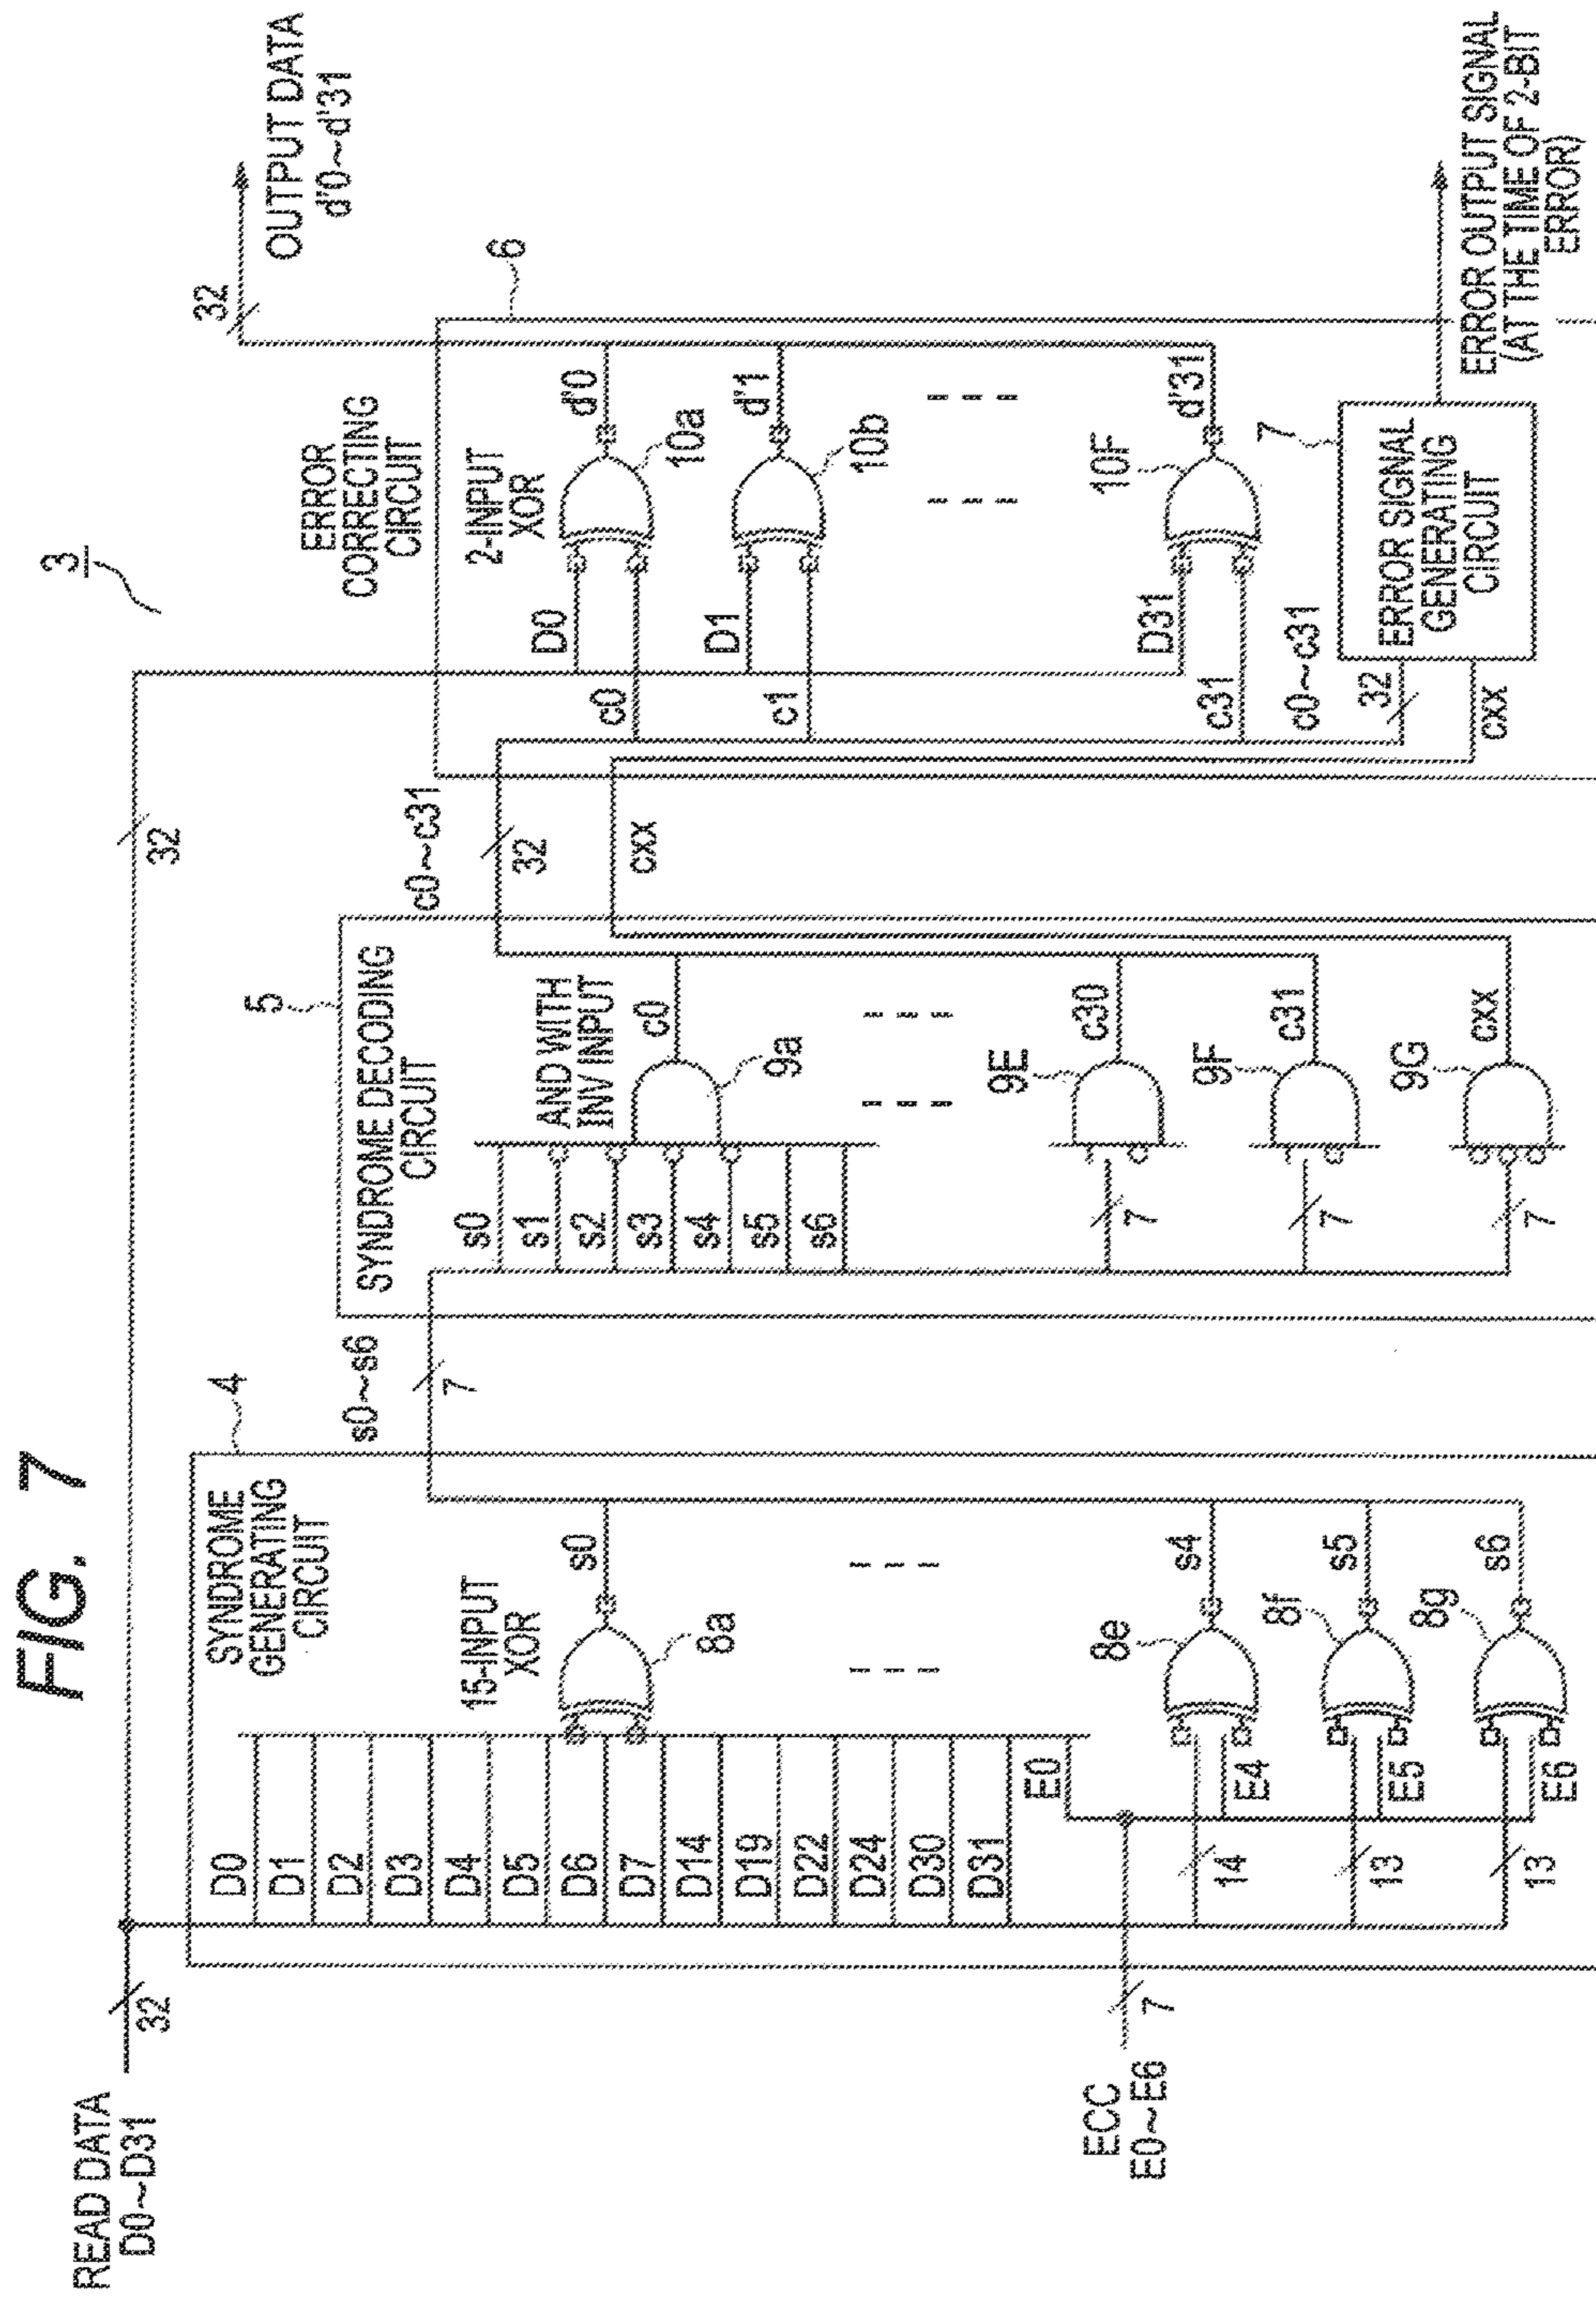 FIG. 7
3
READ DATA
D0~D31
32
32
32
OUTPUT DATA
d'0~d'31
4
SYNDROME
GENERATING
CIRCUIT
15-INPUT
XOR
D0
D1
D2
D3
D4
D5
D6
D7
D14
D19
D22
D24
D30
D31
E0
8a
s0
ECC
E0~E6
7
14
E4
8e
s4
13
E5
8f
s5
13
E6
8g
s6
s0~s6
7
5
SYNDROME DECODING
CIRCUIT
AND WITH
INV INPUT
s0
s1
s2
s3
s4
s5
s6
9a
c0
7
9E
c30
7
9F
c31
7
9G
cxx
c0~c31
32
cxx
ERROR
CORRECTING
CIRCUIT
6
2-INPUT
XOR
D0
c0
10a
d'0
D1
c1
10b
d'1
D31
c31
10F
d'31
c0~c31
32
cxx
7
ERROR SIGNAL
GENERATING
CIRCUIT
ERROR OUTPUT SIGNAL
(AT THE TIME OF 2-BIT
ERROR)